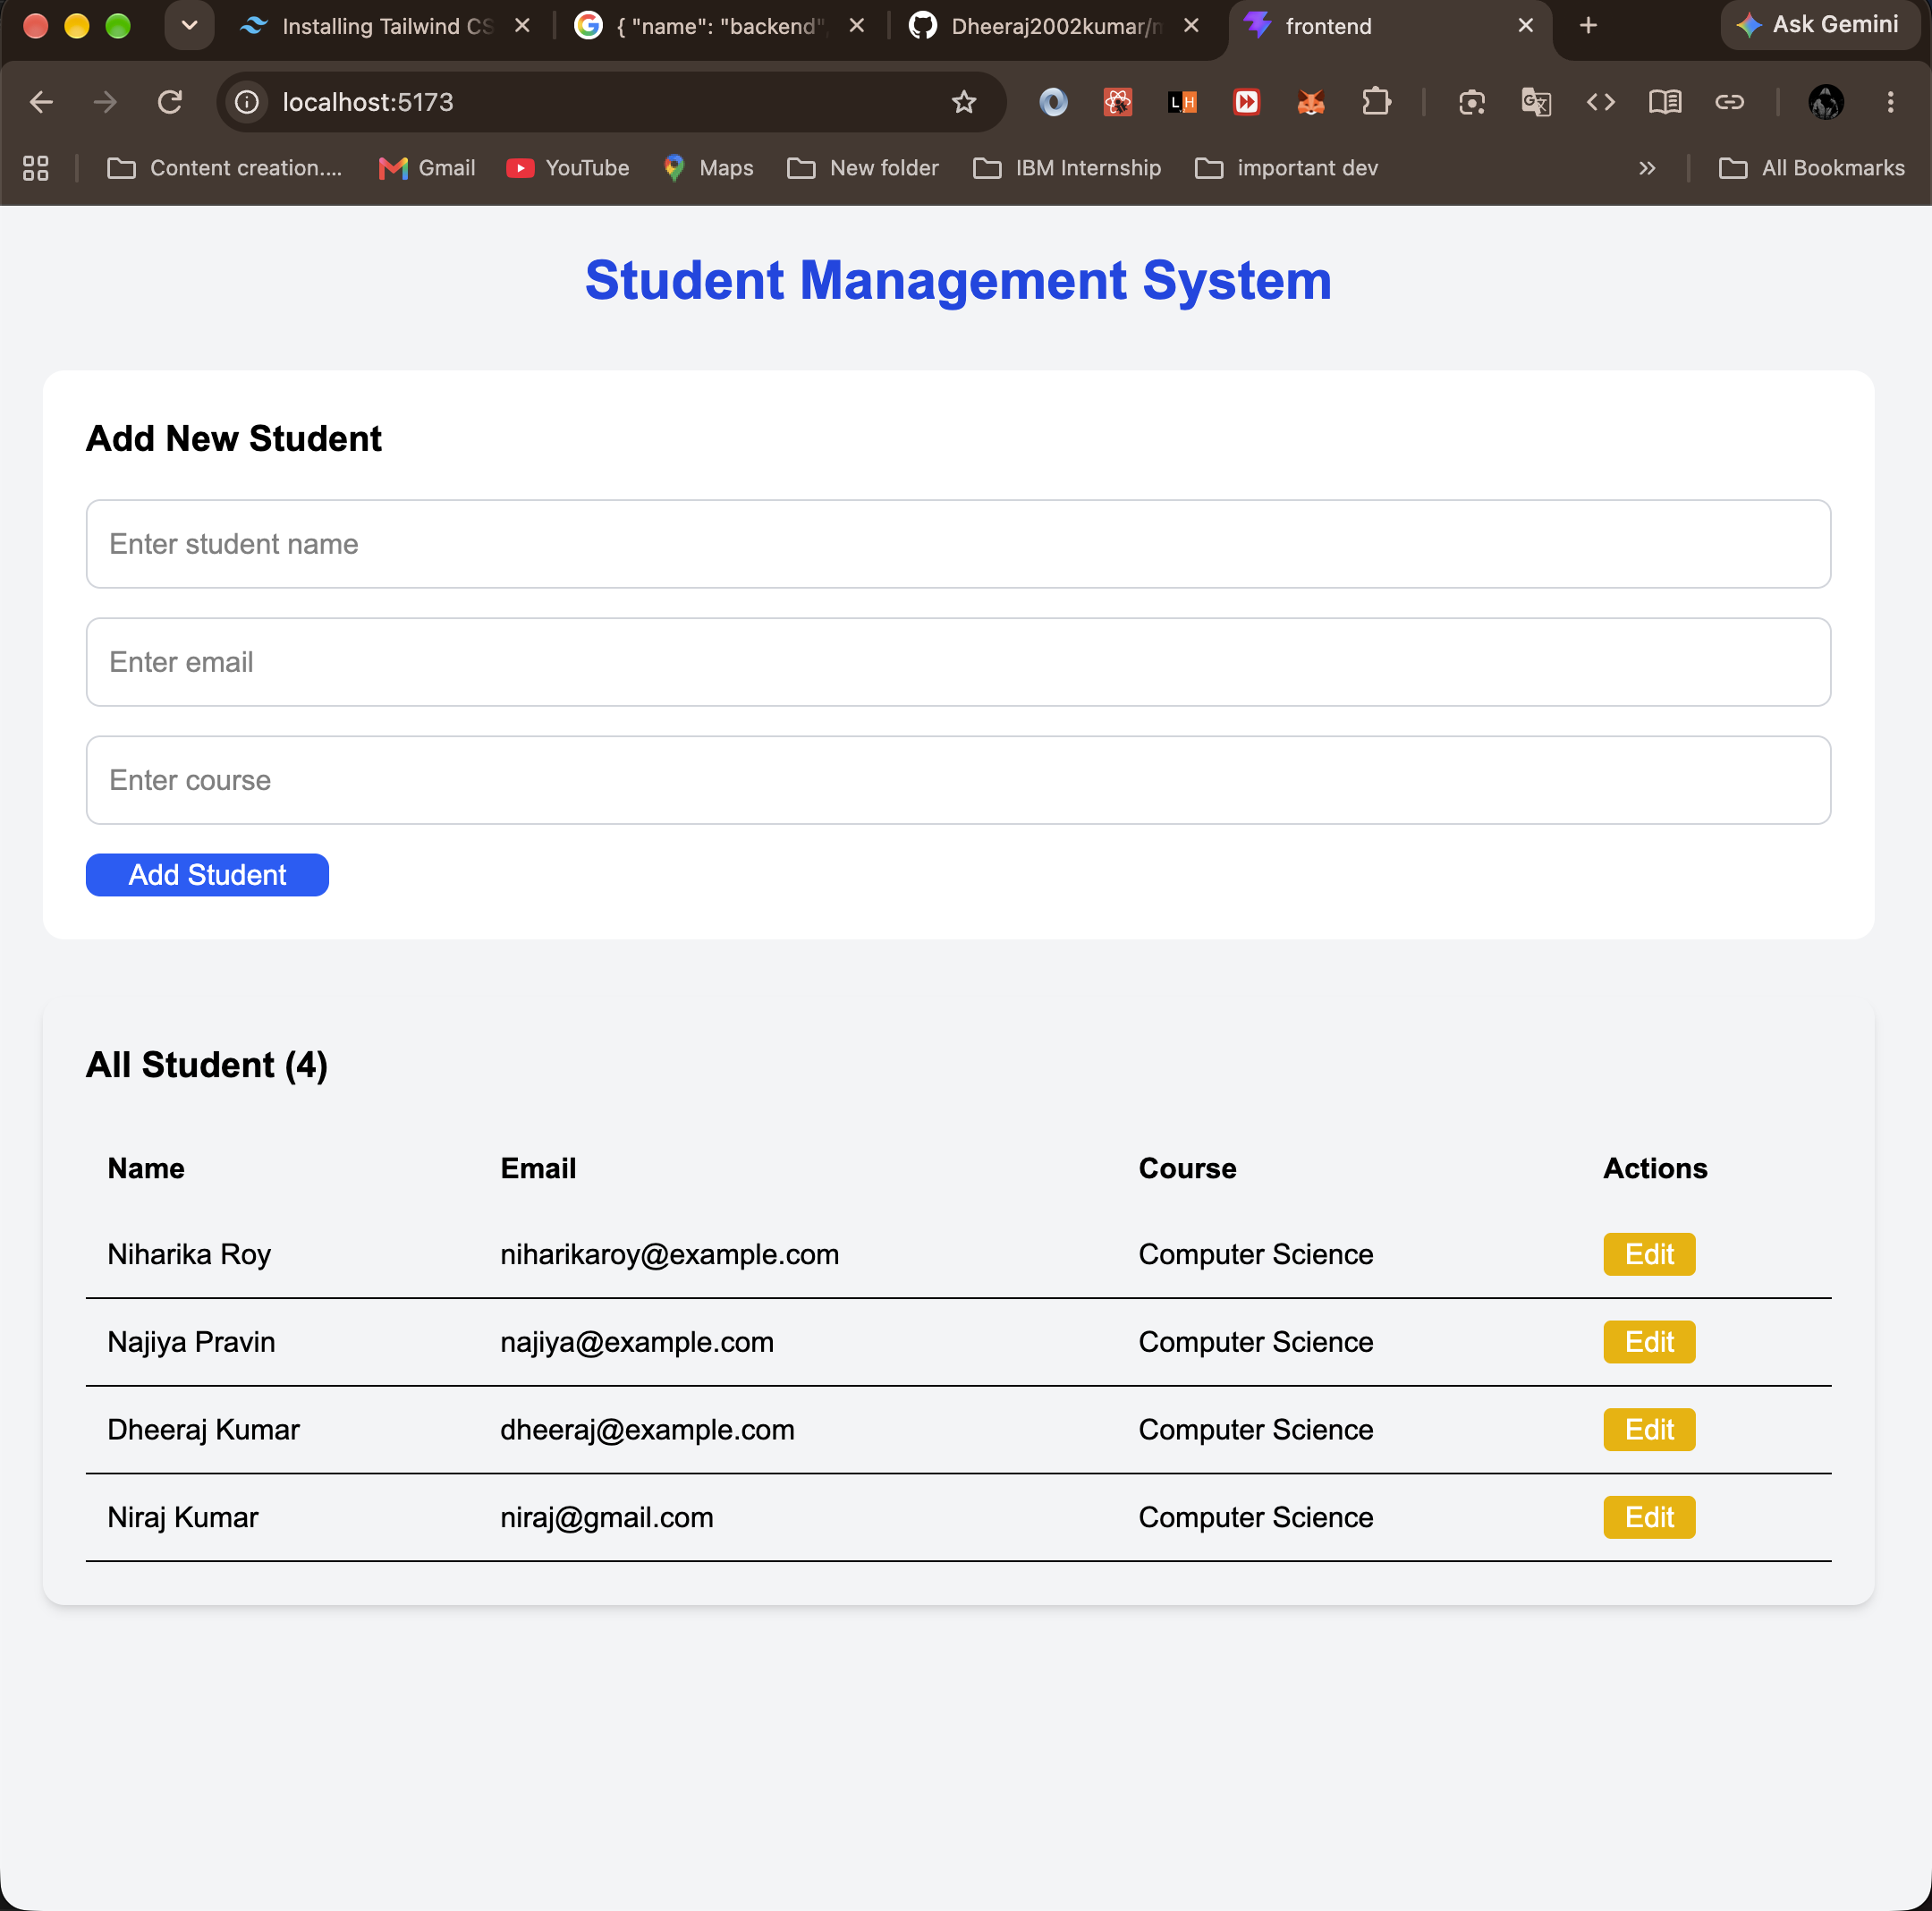 Installing Tailwind CS
{ "name": "backend",
Dheeraj2002kumar/
frontend
Ask Gemini
localhost:5173
L H
Content creation....
Gmail
YouTube
Maps
New folder
IBM Internship
important dev
All Bookmarks
Student Management System
Add New Student
Enter student name
Enter email
Enter course
Add Student
All Student (4)
Name Email Course Actions
Niharika Roy niharikaroy@example.com Computer Science Edit
Najiya Pravin najiya@example.com Computer Science Edit
Dheeraj Kumar dheeraj@example.com Computer Science Edit
Niraj Kumar niraj@gmail.com Computer Science Edit